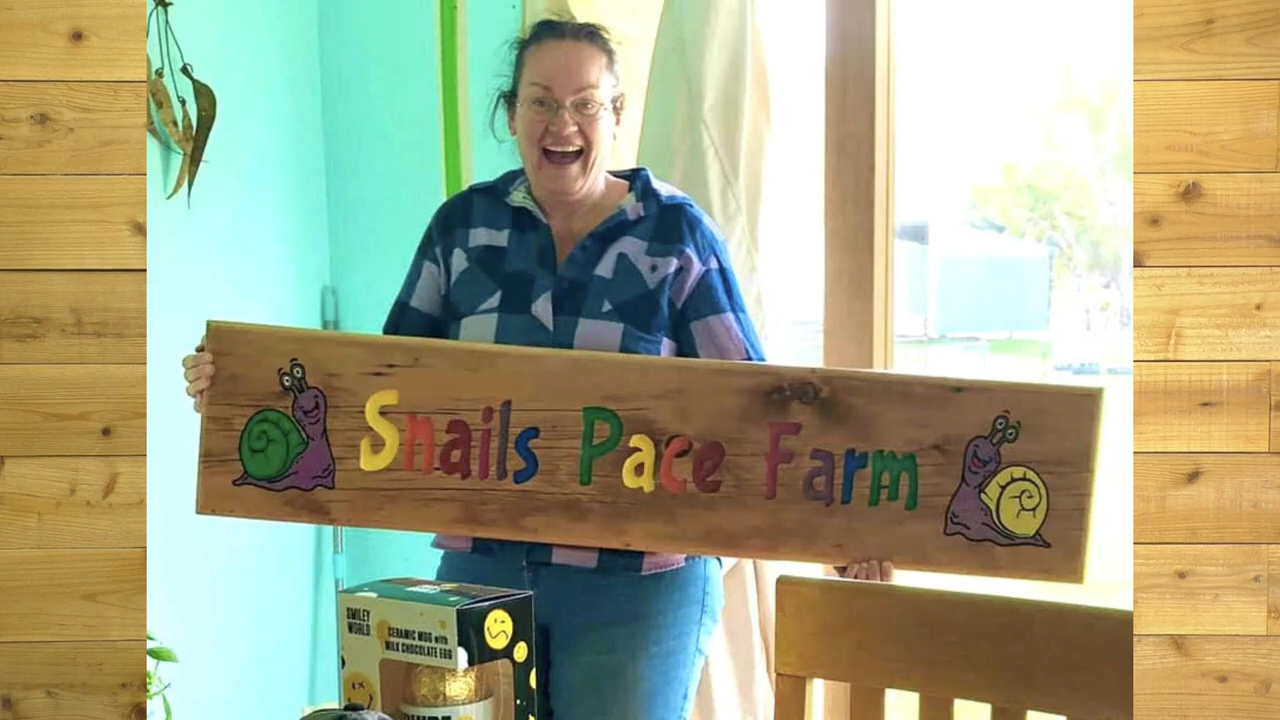 Snails Pace Farm
SMILEY
WORLD
CERAMIC MUG with
MILK CHOCOLATE EGG